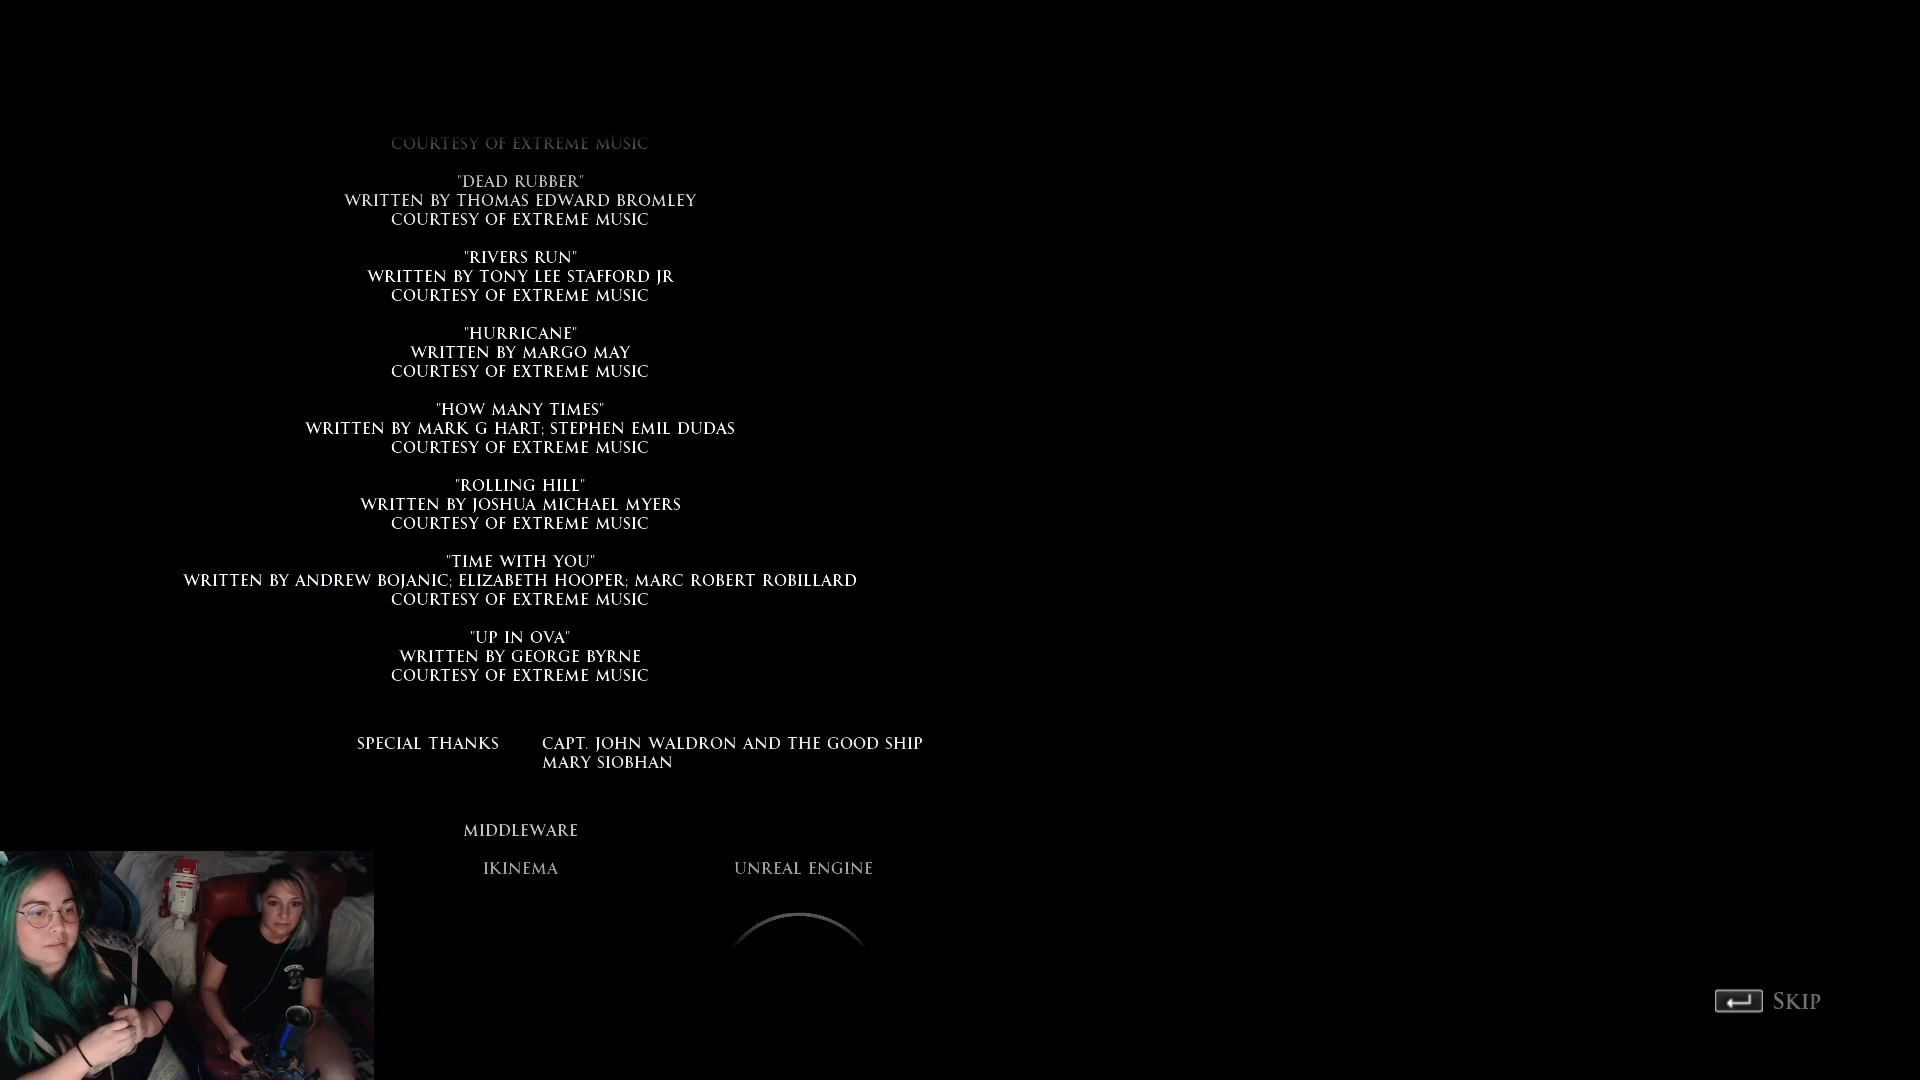 COURTESY OF EXTREME MUSIC
"DEAD RUBBER"
WRITTEN BY THOMAS EDWARD BROMLEY
COURTESY OF EXTREME MUSIC
"RIVERS RUN"
WRITTEN BY TONY LEE STAFFORD JR
COURTESY OF EXTREME MUSIC
"HURRICANE"
WRITTEN BY MARGO MAY
COURTESY OF EXTREME MUSIC
"HOW MANY TIMES"
WRITTEN BY MARK G HART; STEPHEN EMIL DUDAS
COURTESY OF EXTREME MUSIC
"ROLLING HILL"
WRITTEN BY JOSHUA MICHAEL MYERS
COURTESY OF EXTREME MUSIC
"TIME WITH YOU"
WRITTEN BY ANDREW BOJANIC; ELIZABETH HOOPER; MARC ROBERT ROBILLARD
COURTESY OF EXTREME MUSIC
"UP IN OVA"
WRITTEN BY GEORGE BYRNE
COURTESY OF EXTREME MUSIC
SPECIAL THANKS CAPT. JOHN WALDRON AND THE GOOD SHIP
MARY SIOBHAN
MIDDLEWARE
IKINEMA UNREAL ENGINE
SKIP